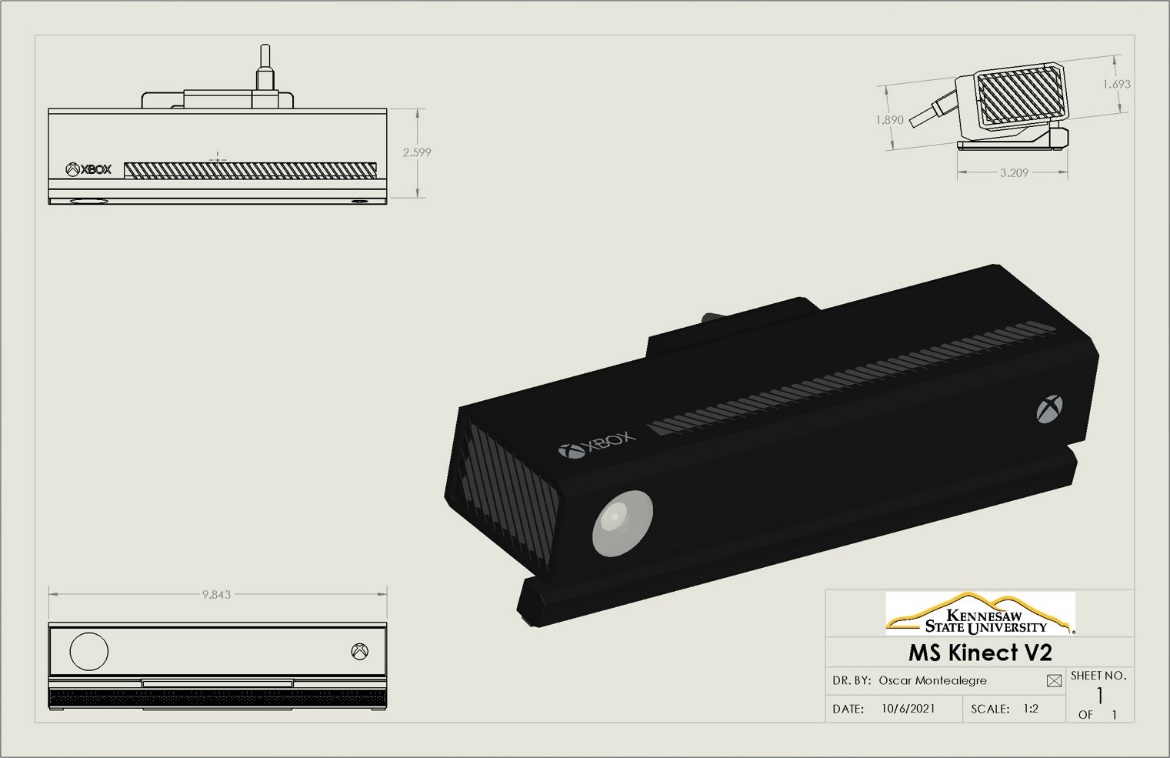 XBOX
2.599
1.890
1.693
3.209
XBOX
9.843
KENNESAW
STATE UNIVERSITY
MS Kinect V2
DR. BY: Oscar Montealegre
SHEET NO.
1
OF 1
DATE: 10/6/2021
SCALE: 1:2